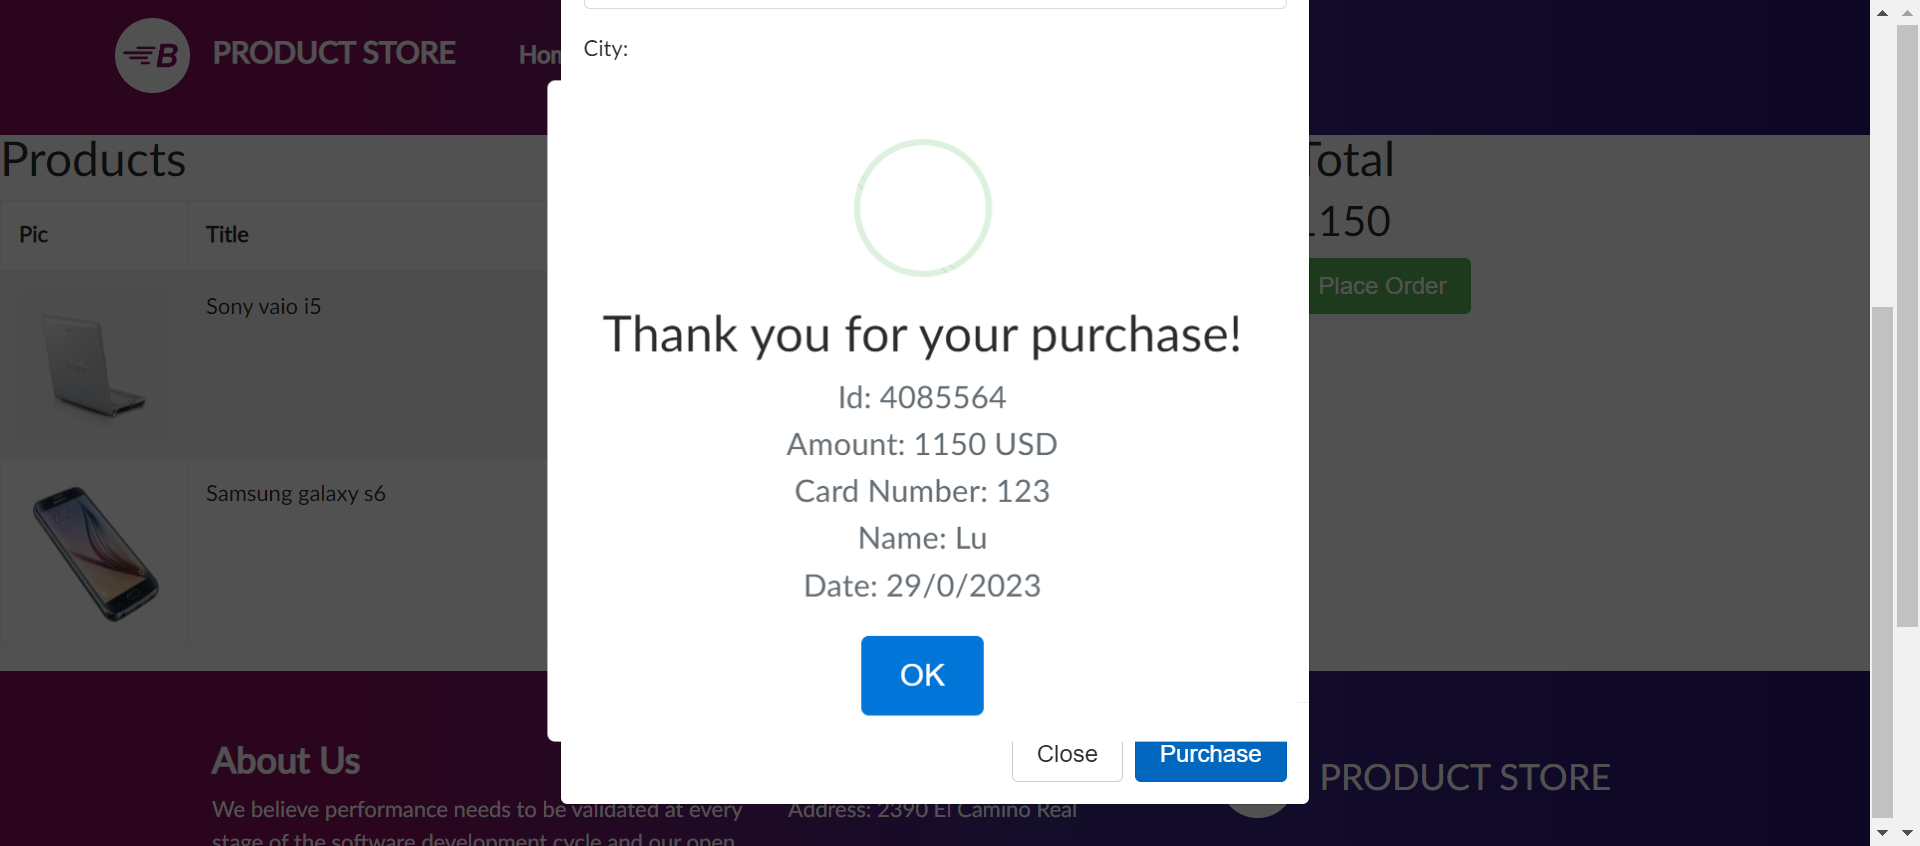 B
PRODUCT STORE
City:
Products
Total
1150
Place Order
Pic
Title
Sony vaio i5
Samsung galaxy s6
Thank you for your purchase!
Id: 4085564
Amount: 1150 USD
Card Number: 123
Name: Lu
Date: 29/0/2023
OK
Close
Purchase
About Us
We believe performance needs to be validated at every
stage of the software development cycle and our open
Address: 2390 El Camino Real
PRODUCT STORE